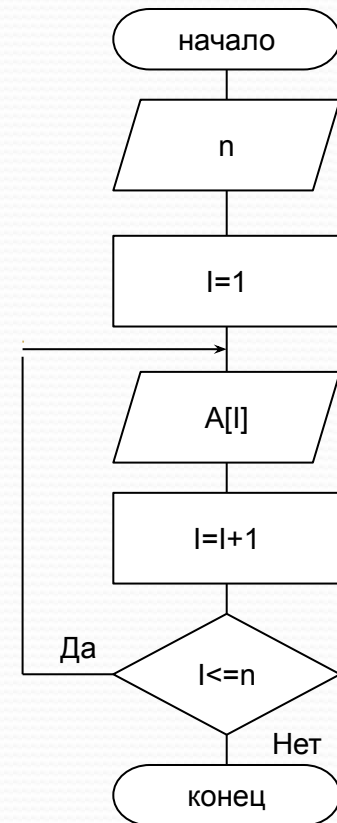 начало
n
I=1
A[I]
I=I+1
Да
I<=n
Нет
конец